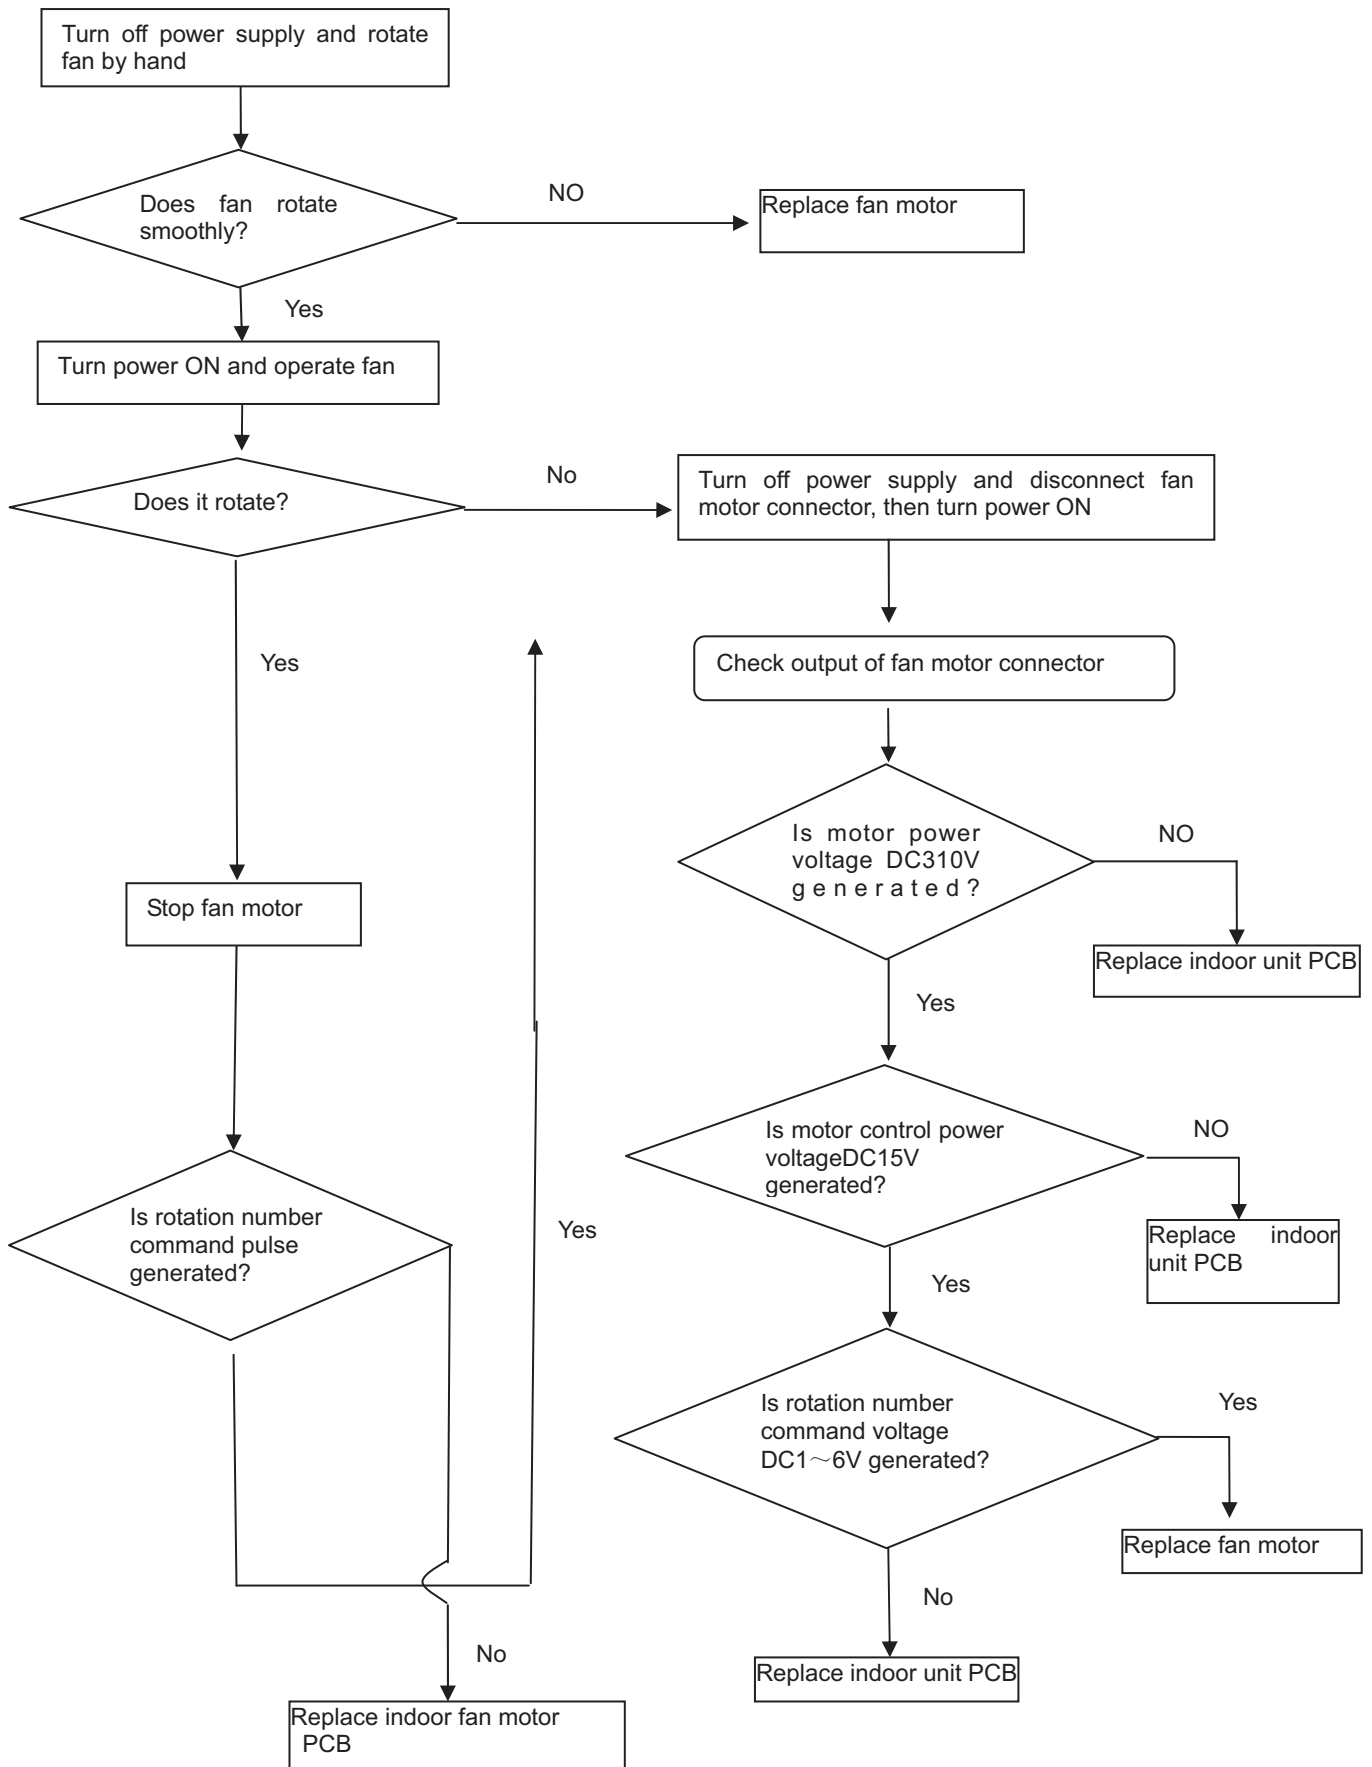 Turn off power supply and rotate
fan by hand
Does fan rotate
smoothly?
NO
Replace fan motor
Yes
Turn power ON and operate fan
Does it rotate?
No
Turn off power supply and disconnect fan
motor connector, then turn power ON
Yes
Check output of fan motor connector
Is motor power
voltage DC310V
generated?
NO
Replace indoor unit PCB
Yes
Stop fan motor
Is motor control power
voltageDC15V
generated?
NO
Replace indoor
unit PCB
Yes
Is rotation number
command pulse
generated?
Yes
Is rotation number
command voltage
DC1～6V generated?
Yes
Replace fan motor
No
Replace indoor unit PCB
No
Replace indoor fan motor
PCB